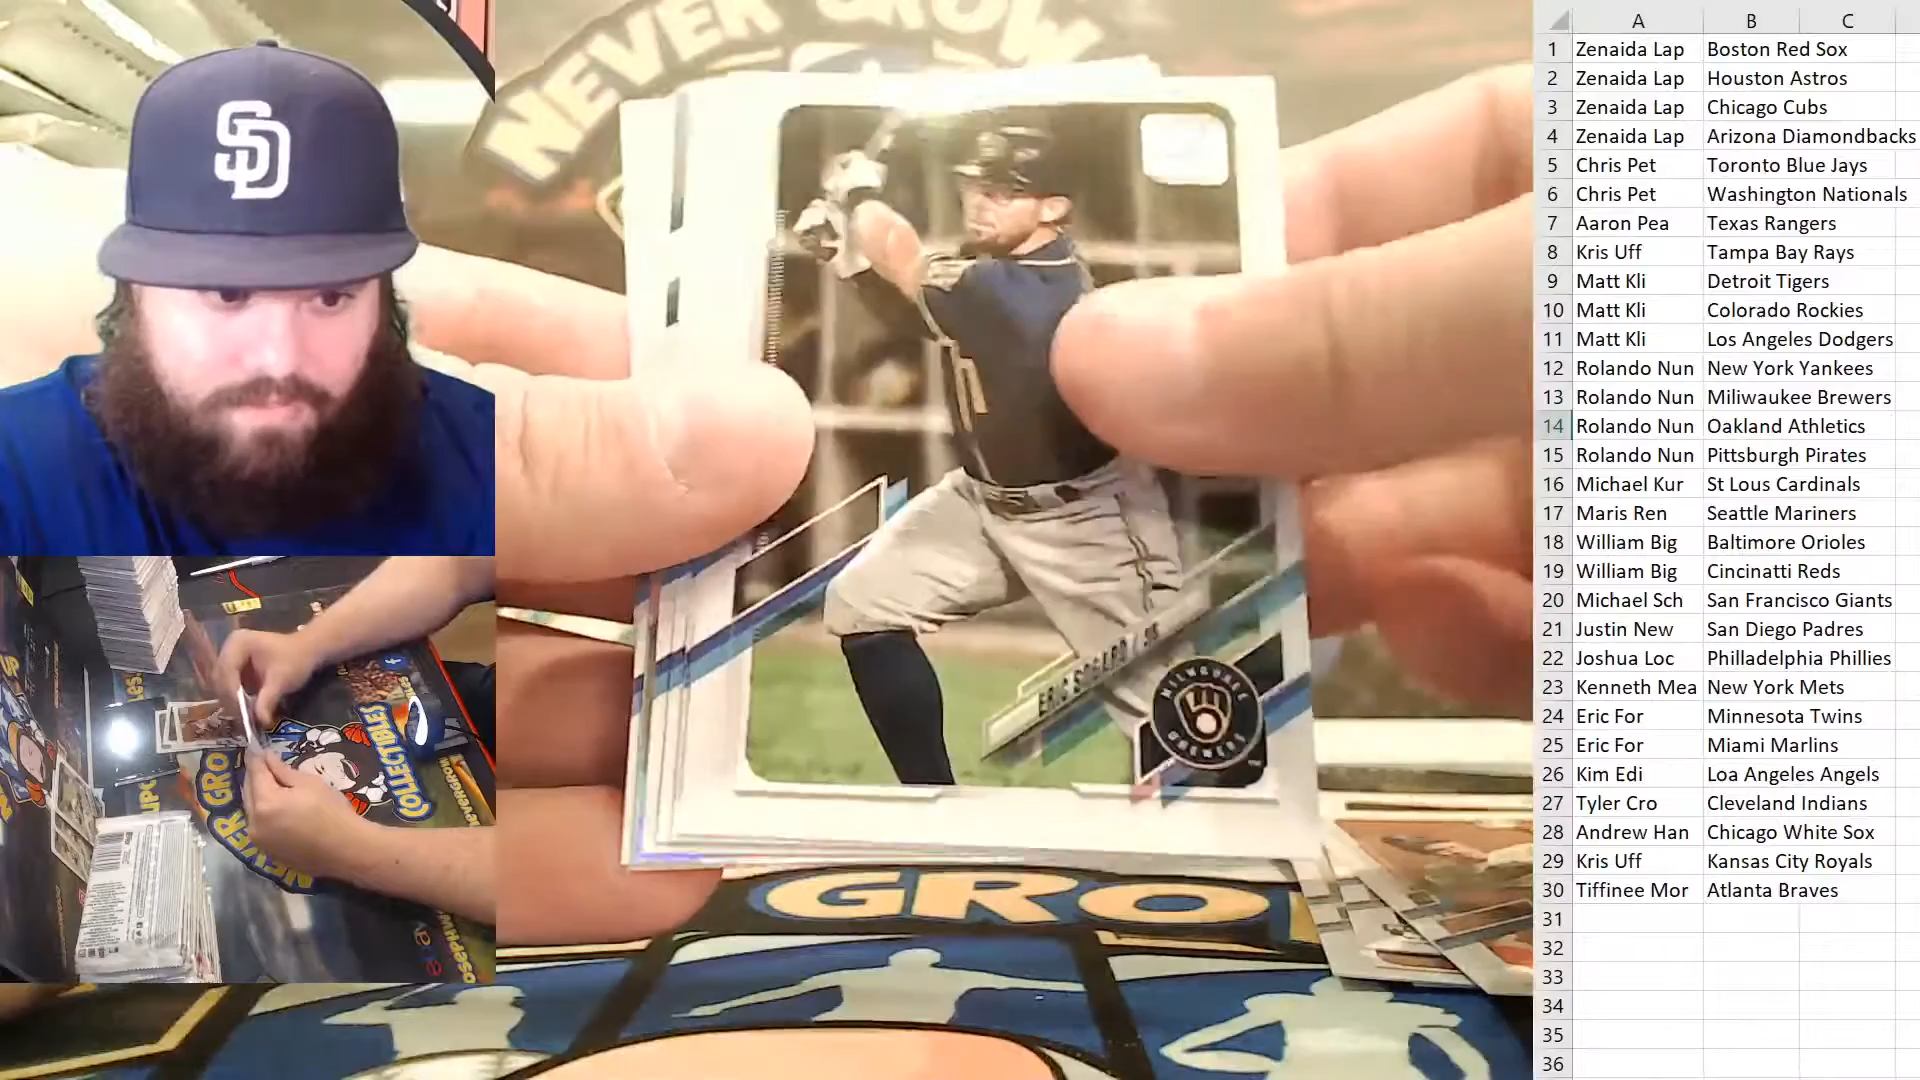 SD
NEVER GROW
ERIC SOGARD | 3B
MILWAUKEE
BREWERS
GRO
UP
NEVER GRO
COLLECTIBLES
A B C
1 Zenaida Lap Boston Red Sox
2 Zenaida Lap Houston Astros
3 Zenaida Lap Chicago Cubs
4 Zenaida Lap Arizona Diamondbacks
5 Chris Pet Toronto Blue Jays
6 Chris Pet Washington Nationals
7 Aaron Pea Texas Rangers
8 Kris Uff Tampa Bay Rays
9 Matt Kli Detroit Tigers
10 Matt Kli Colorado Rockies
11 Matt Kli Los Angeles Dodgers
12 Rolando Nun New York Yankees
13 Rolando Nun Miliwaukee Brewers
14 Rolando Nun Oakland Athletics
15 Rolando Nun Pittsburgh Pirates
16 Michael Kur St Lous Cardinals
17 Maris Ren Seattle Mariners
18 William Big Baltimore Orioles
19 William Big Cincinatti Reds
20 Michael Sch San Francisco Giants
21 Justin New San Diego Padres
22 Joshua Loc Philladelphia Phillies
23 Kenneth Mea New York Mets
24 Eric For Minnesota Twins
25 Eric For Miami Marlins
26 Kim Edi Loa Angeles Angels
27 Tyler Cro Cleveland Indians
28 Andrew Han Chicago White Sox
29 Kris Uff Kansas City Royals
30 Tiffinee Mor Atlanta Braves
31
32
33
34
35
36